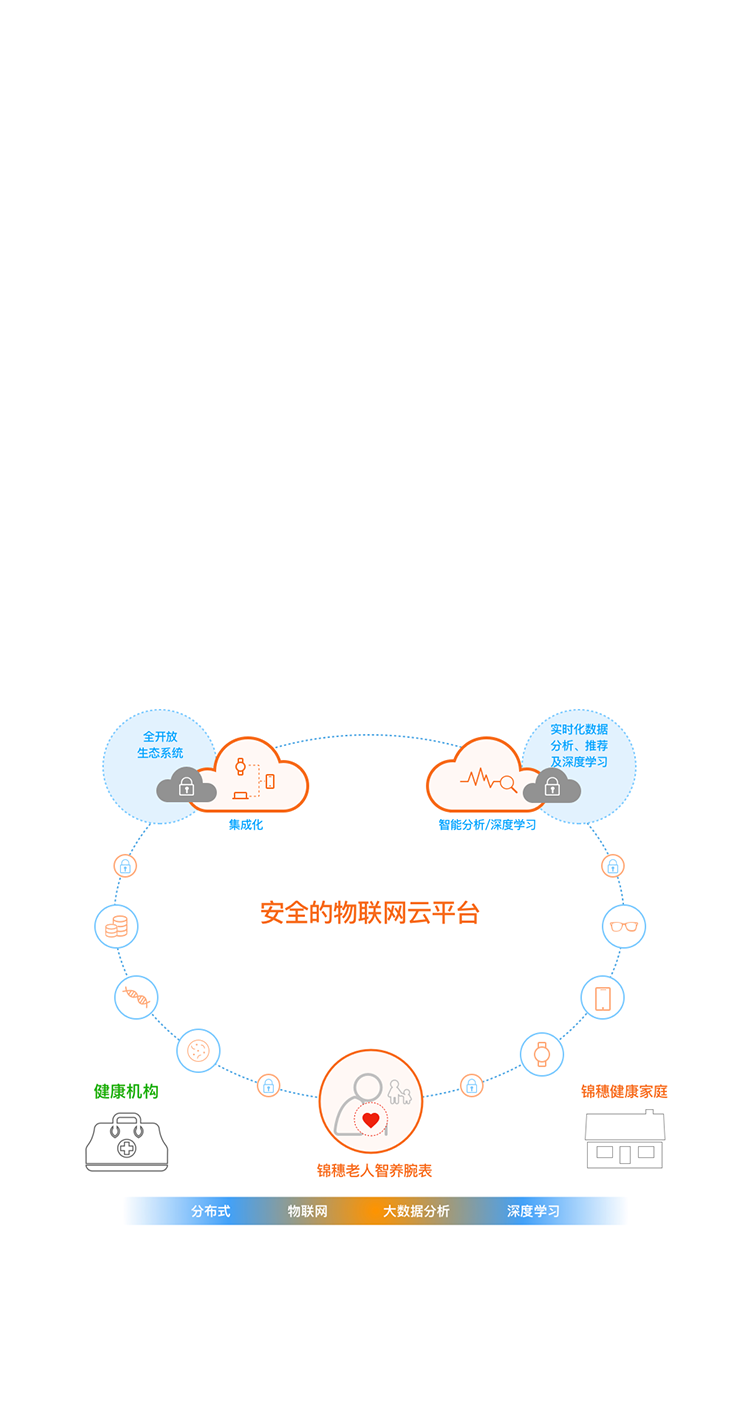 全开放
生态系统
实时化数据
分析、推荐
及深度学习
集成化
智能分析/深度学习
安全的物联网云平台
健康机构
锦穗健康家庭
锦穗老人智养腕表
分布式 物联网 大数据分析 深度学习